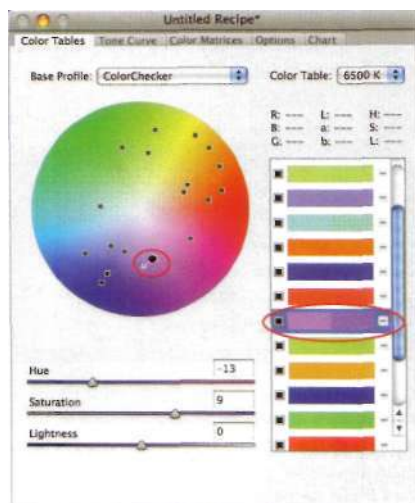 Untitled Recipe*
Color Tables Tone Curve Color Matrices Options Chart
Base Profile: ColorChecker
Color Table: 6500 K
R: --- L: --- H: ---
B: --- a: --- S: ---
G: --- b: --- L: ---
Hue -13
Saturation 9
Lightness 0